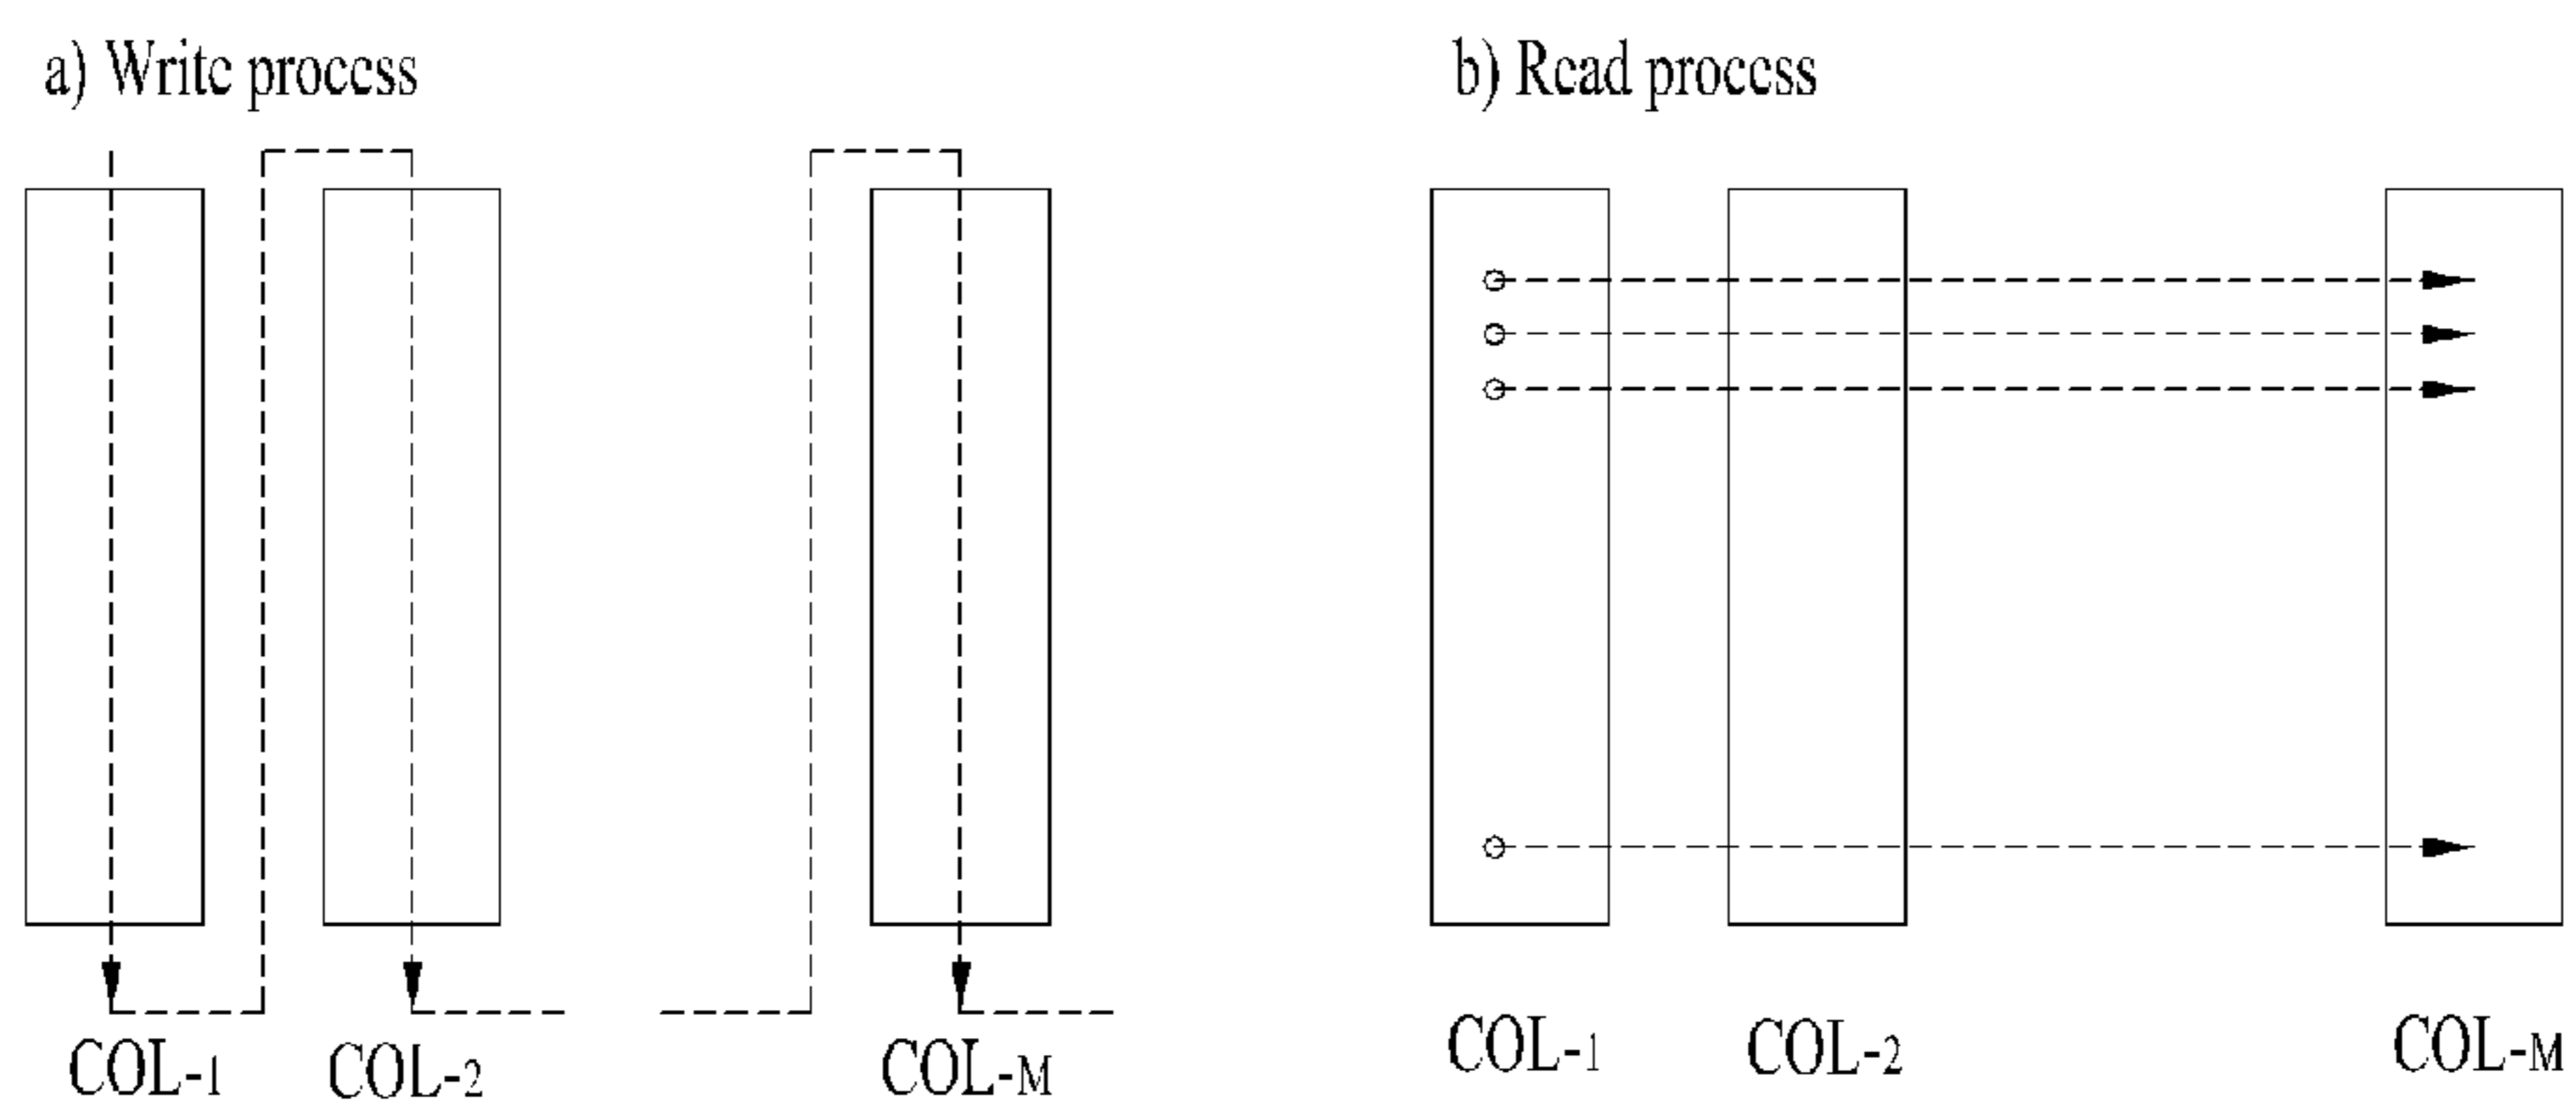 a) Write process
b) Read process
COL-1
COL-2
COL-M
COL-1
COL-2
COL-M